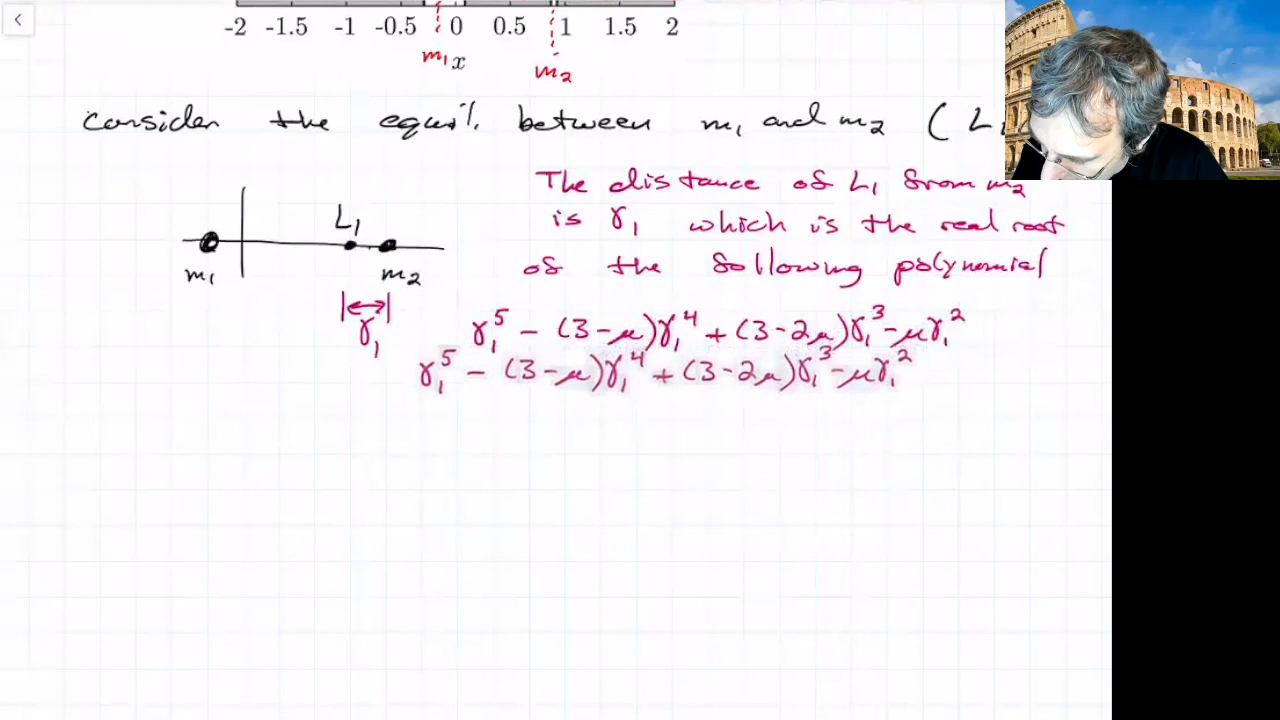 -2 -1.5 -1 -0.5 0 0.5 1 1.5 2
m₁ x m₂
consider the equil. between m₁ and m₂ (L₁
The distance of L₁ from m₂
is γ₁ which is the real root
of the following polynomial
L₁
m₁ m₂
γ₁
γ₁⁵ - (3-μ)γ₁⁴ + (3-2μ)γ₁³ - μγ₁²
γ₁⁵ - (3-μ)γ₁⁴ + (3-2μ)γ₁³ - μγ₁²